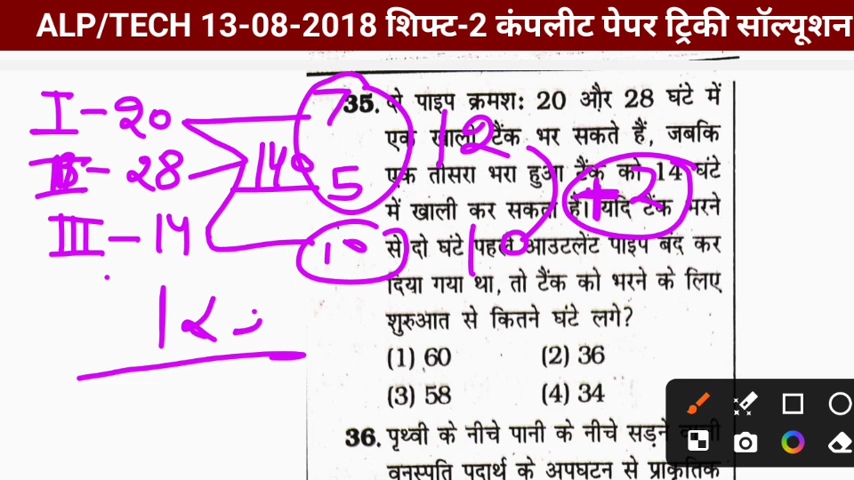 ALP/TECH 13-08-2018 शिफ्ट-2 कंपलीट पेपर ट्रिकी सॉल्यूशन
I - 20
II - 28
III - 14
140
7
5
10
12
10
+2
35. दो पाइप क्रमश: 20 और 28 घंटे में
एक खाली टैंक भर सकते हैं, जबकि
एक तीसरा भरा हुआ टैंक को 14 घंटे
में खाली कर सकता है। यदि टैंक भरने
से दो घंटे पहले आउटलेट पाइप बंद कर
दिया गया था, तो टैंक को भरने के लिए
शुरुआत से कितने घंटे लगे?
(1) 60 (2) 36
(3) 58 (4) 34
36. पृथ्वी के नीचे पानी के नीचे सड़ने वाली
वनस्पति पदार्थ के अपघटन से प्राकृतिक